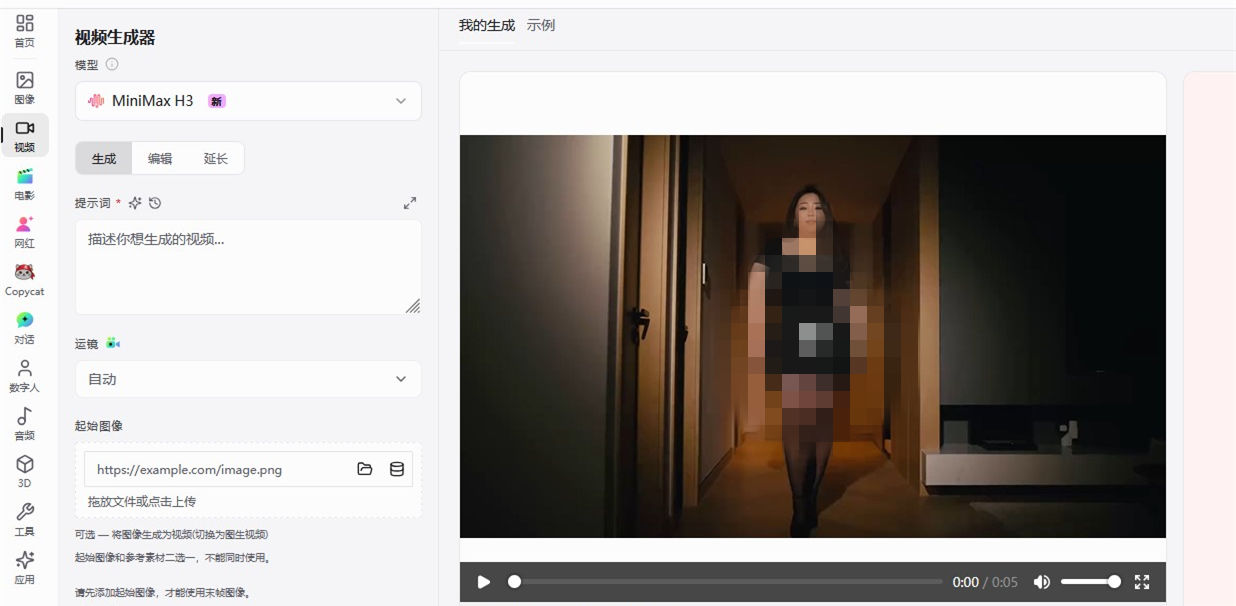 首页
图像
视频
电影
网红
Copycat
对话
数字人
音频
3D
工具
应用
视频生成器
模型
MiniMax H3 新
生成 编辑 延长
提示词 *
描述你想生成的视频...
运镜
自动
起始图像
https://example.com/image.png
拖放文件或点击上传
可选 — 将图像生成为视频(切换为图生视频)
起始图像和参考素材二选一，不能同时使用。
请先添加起始图像，才能使用末帧图像。
我的生成 示例
0:00 / 0:05